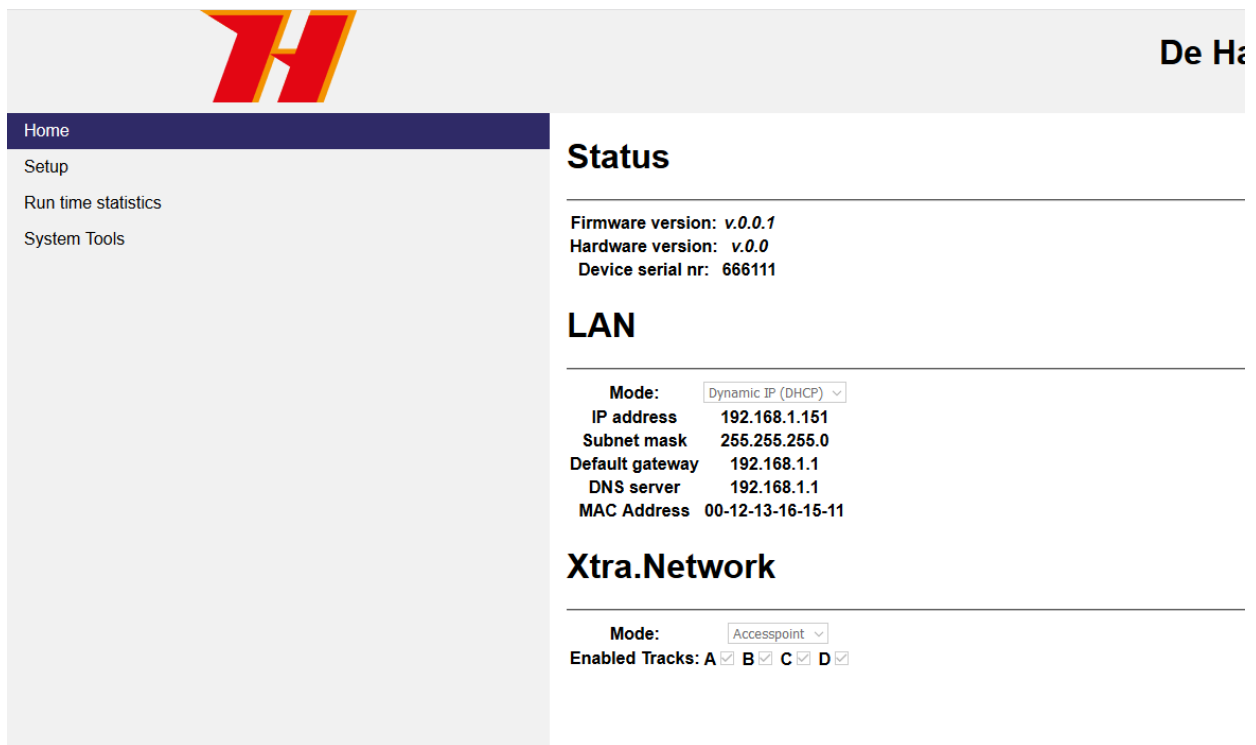 De Ha
Home
Setup
Run time statistics
System Tools
Status
Firmware version: v.0.0.1
Hardware version: v.0.0
Device serial nr: 666111
LAN
Mode: Dynamic IP (DHCP)
IP address 192.168.1.151
Subnet mask 255.255.255.0
Default gateway 192.168.1.1
DNS server 192.168.1.1
MAC Address 00-12-13-16-15-11
Xtra.Network
Mode: Accesspoint
Enabled Tracks: A B C D